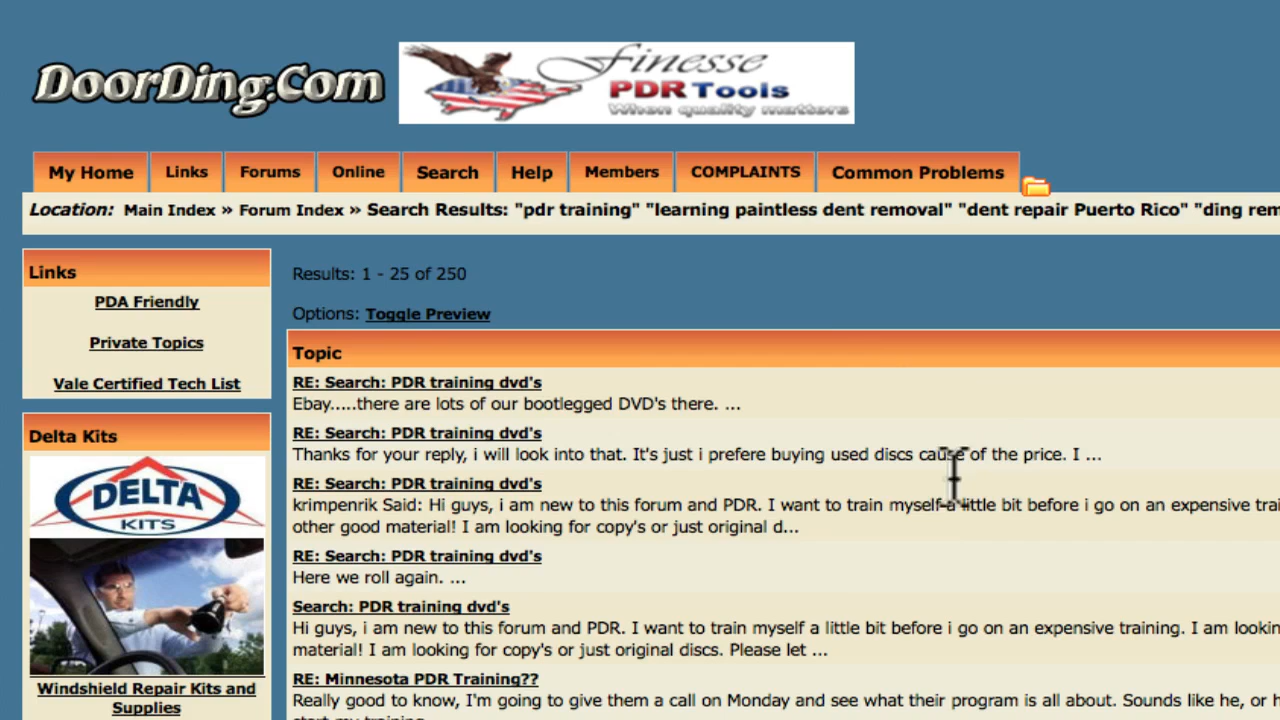 DoorDing.Com
Finesse
PDR Tools
When quality matters
My Home Links Forums Online Search Help Members COMPLAINTS Common Problems
Location: Main Index » Forum Index » Search Results: "pdr training" "learning paintless dent removal" "dent repair Puerto Rico" "ding rem
Links
PDA Friendly
Private Topics
Vale Certified Tech List
Delta Kits
DELTA
KITS
Windshield Repair Kits and
Supplies
Results: 1 - 25 of 250
Options: Toggle Preview
Topic
RE: Search: PDR training dvd's
Ebay.....there are lots of our bootlegged DVD's there. ...
RE: Search: PDR training dvd's
Thanks for your reply, i will look into that. It's just i prefere buying used discs cause of the price. I ...
RE: Search: PDR training dvd's
krimpenrik Said: Hi guys, i am new to this forum and PDR. I want to train myself a little bit before i go on an expensive trai
other good material! I am looking for copy's or just original d...
RE: Search: PDR training dvd's
Here we roll again. ...
Search: PDR training dvd's
Hi guys, i am new to this forum and PDR. I want to train myself a little bit before i go on an expensive training. I am lookin
material! I am looking for copy's or just original discs. Please let ...
RE: Minnesota PDR Training??
Really good to know, I'm going to give them a call on Monday and see what their program is all about. Sounds like he, or h
start my training